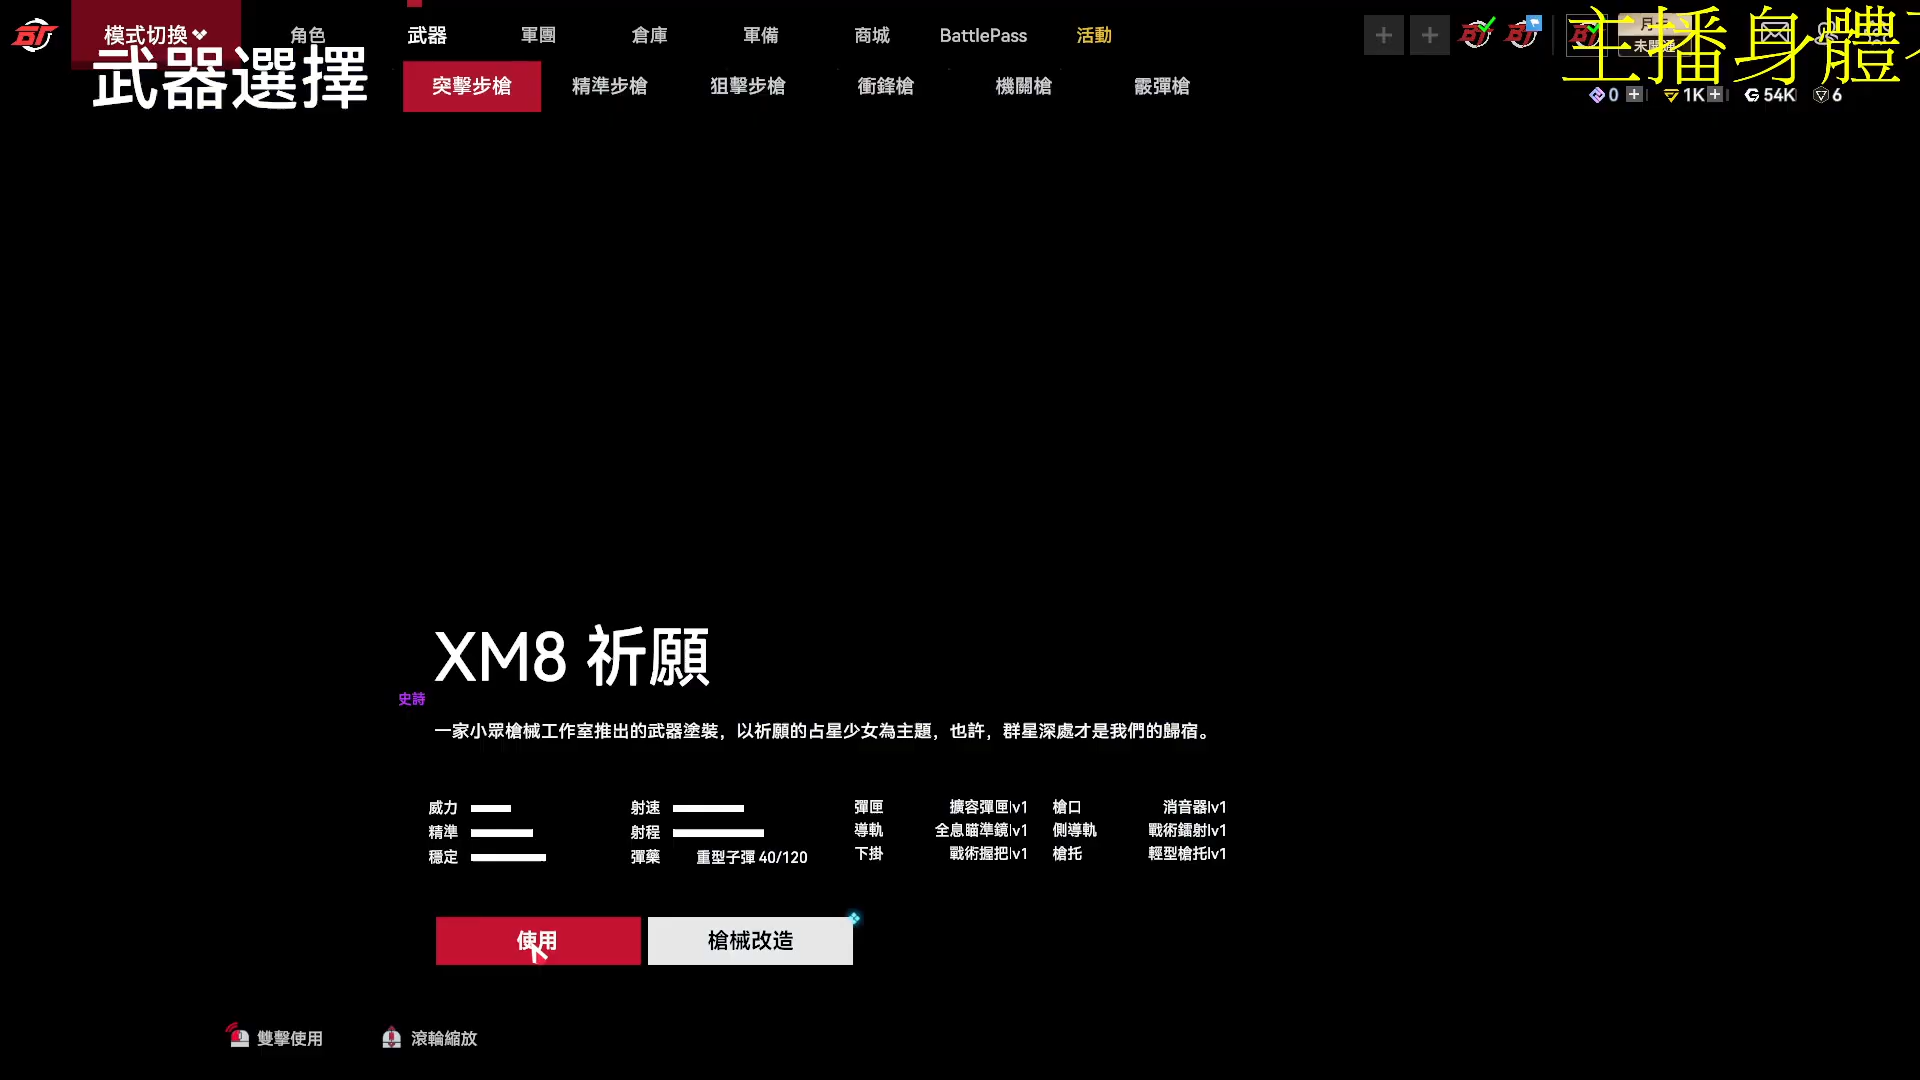 模式切換
角色
武器
軍團
倉庫
軍備
商城
BattlePass
活動
主播身體
武器選擇
突擊步槍
精準步槍
狙擊步槍
衝鋒槍
機關槍
霰彈槍
未開通
0
1K
54K
6
XM8 祈願
史詩
一家小眾槍械工作室推出的武器塗裝，以祈願的占星少女為主題，也許，群星深處才是我們的歸宿。
威力
射速
彈匣 擴容彈匣lv1 槍口 消音器lv1
精準
射程
導軌 全息瞄準鏡lv1 側導軌 戰術鐳射lv1
穩定
彈藥 重型子彈 40/120
下掛 戰術握把lv1 槍托 輕型槍托lv1
使用
槍械改造
雙擊使用
滾輪縮放